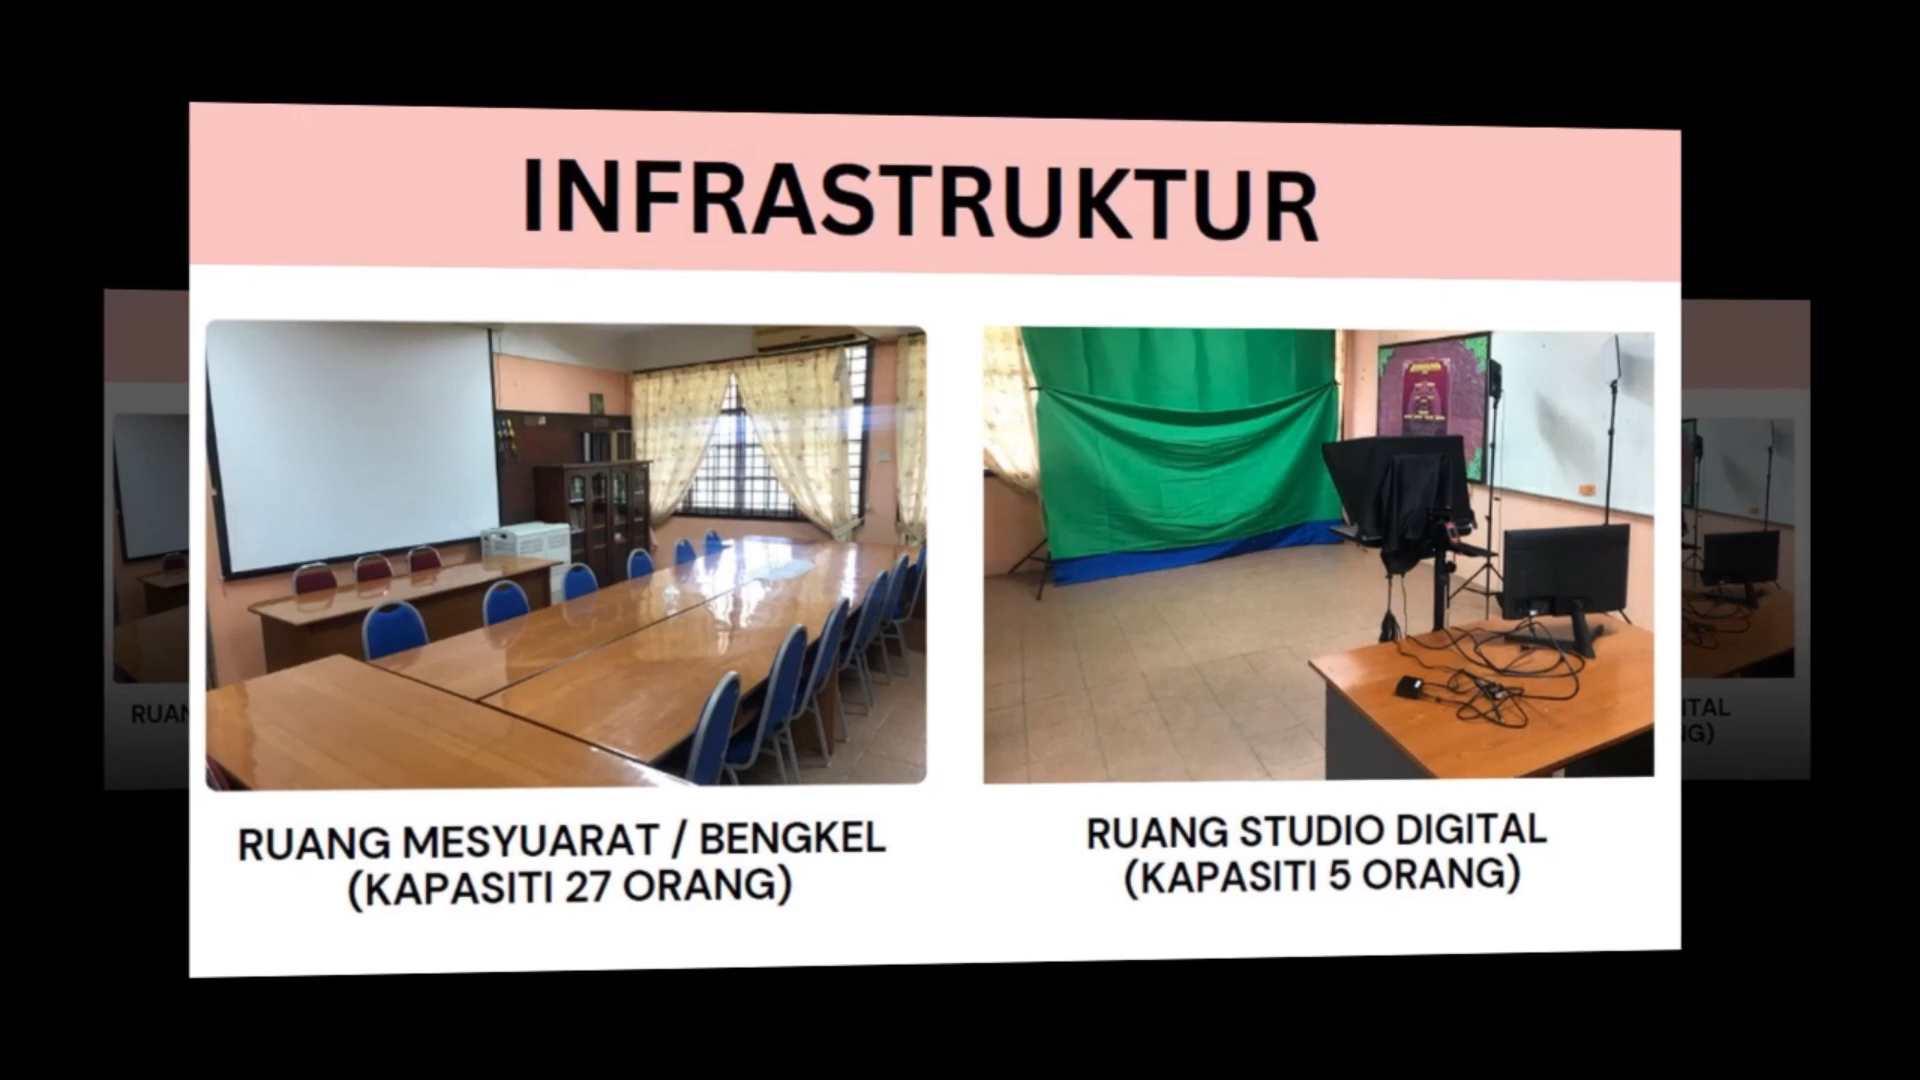 INFRASTRUKTUR
RUANG MESYUARAT / BENGKEL
(KAPASITI 27 ORANG)
RUANG STUDIO DIGITAL
(KAPASITI 5 ORANG)